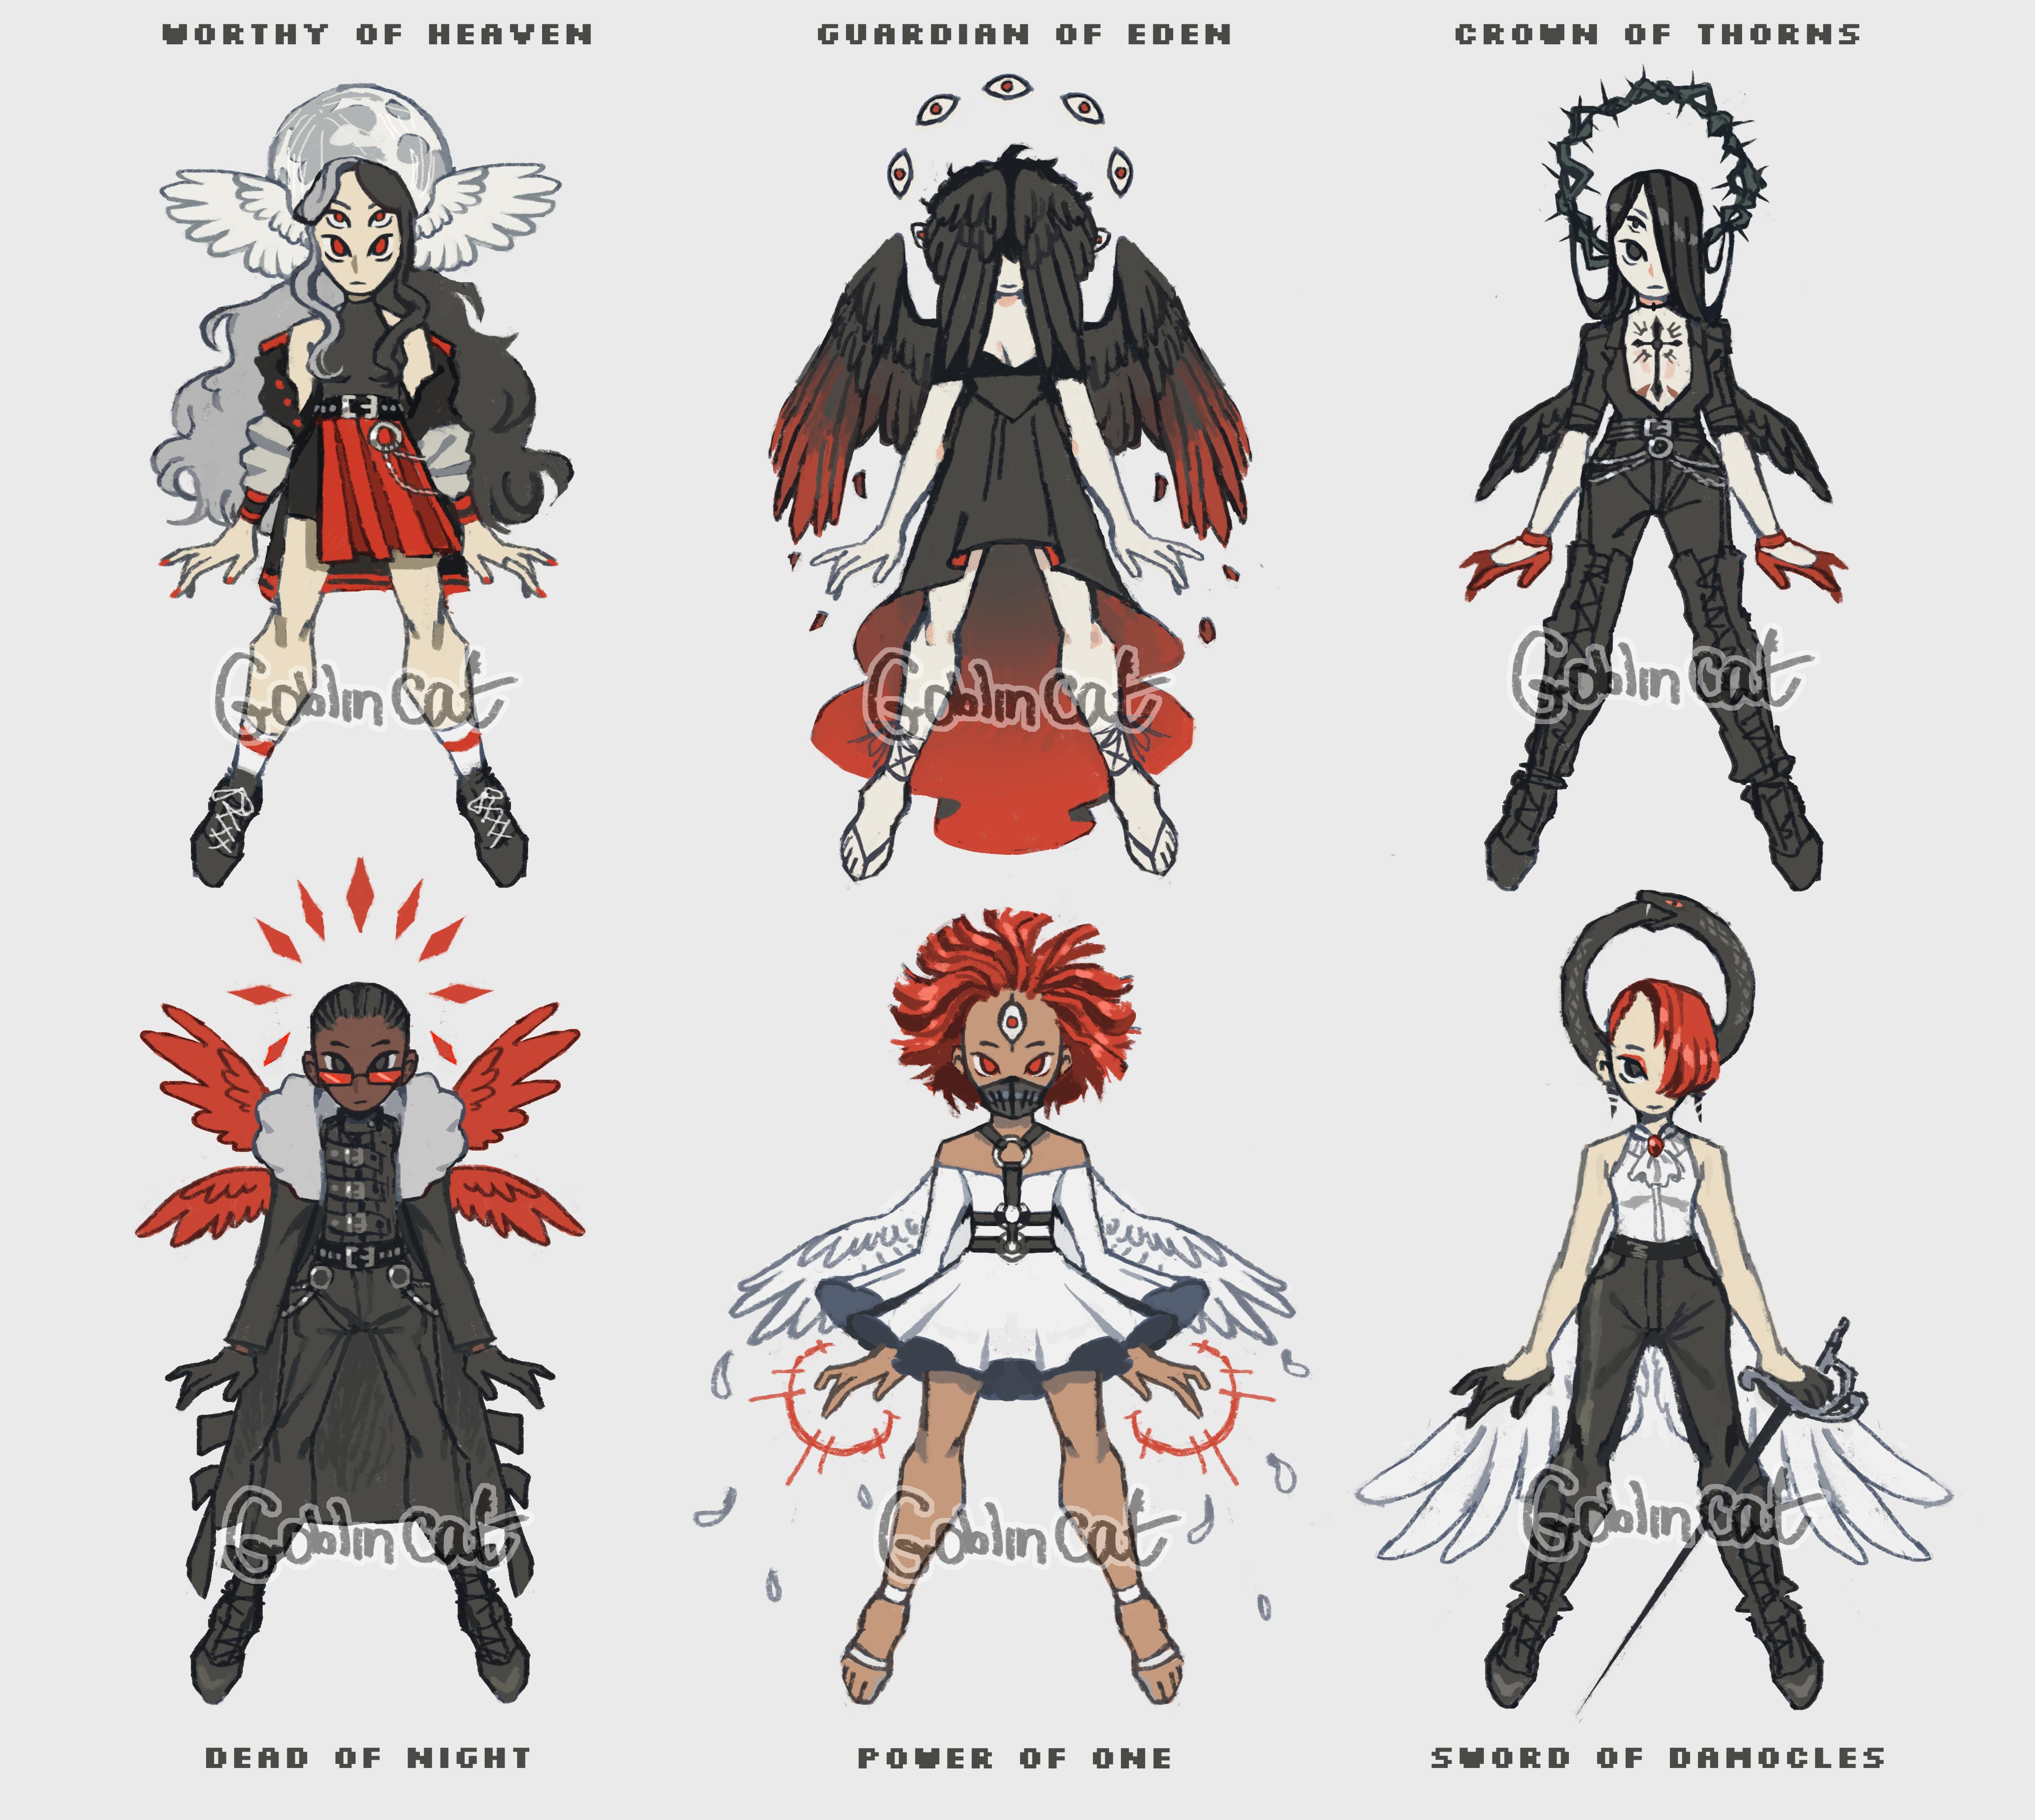 WORTHY OF HEAVEN
GUARDIAN OF EDEN
CROWN OF THORNS
Goblin cat
Goblin cat
Goblin cat
Goblin cat
Goblin cat
Goblin cat
DEAD OF NIGHT
POWER OF ONE
SWORD OF DAMOCLES